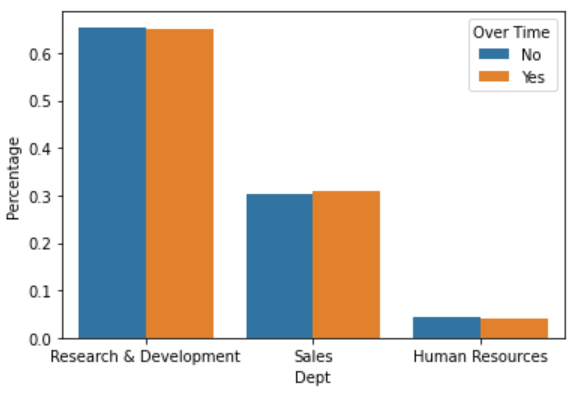 Over Time
No
Yes
0.6
0.5
0.4
0.3
0.2
0.1
0.0
Percentage
Research & Development Sales Human Resources
Dept